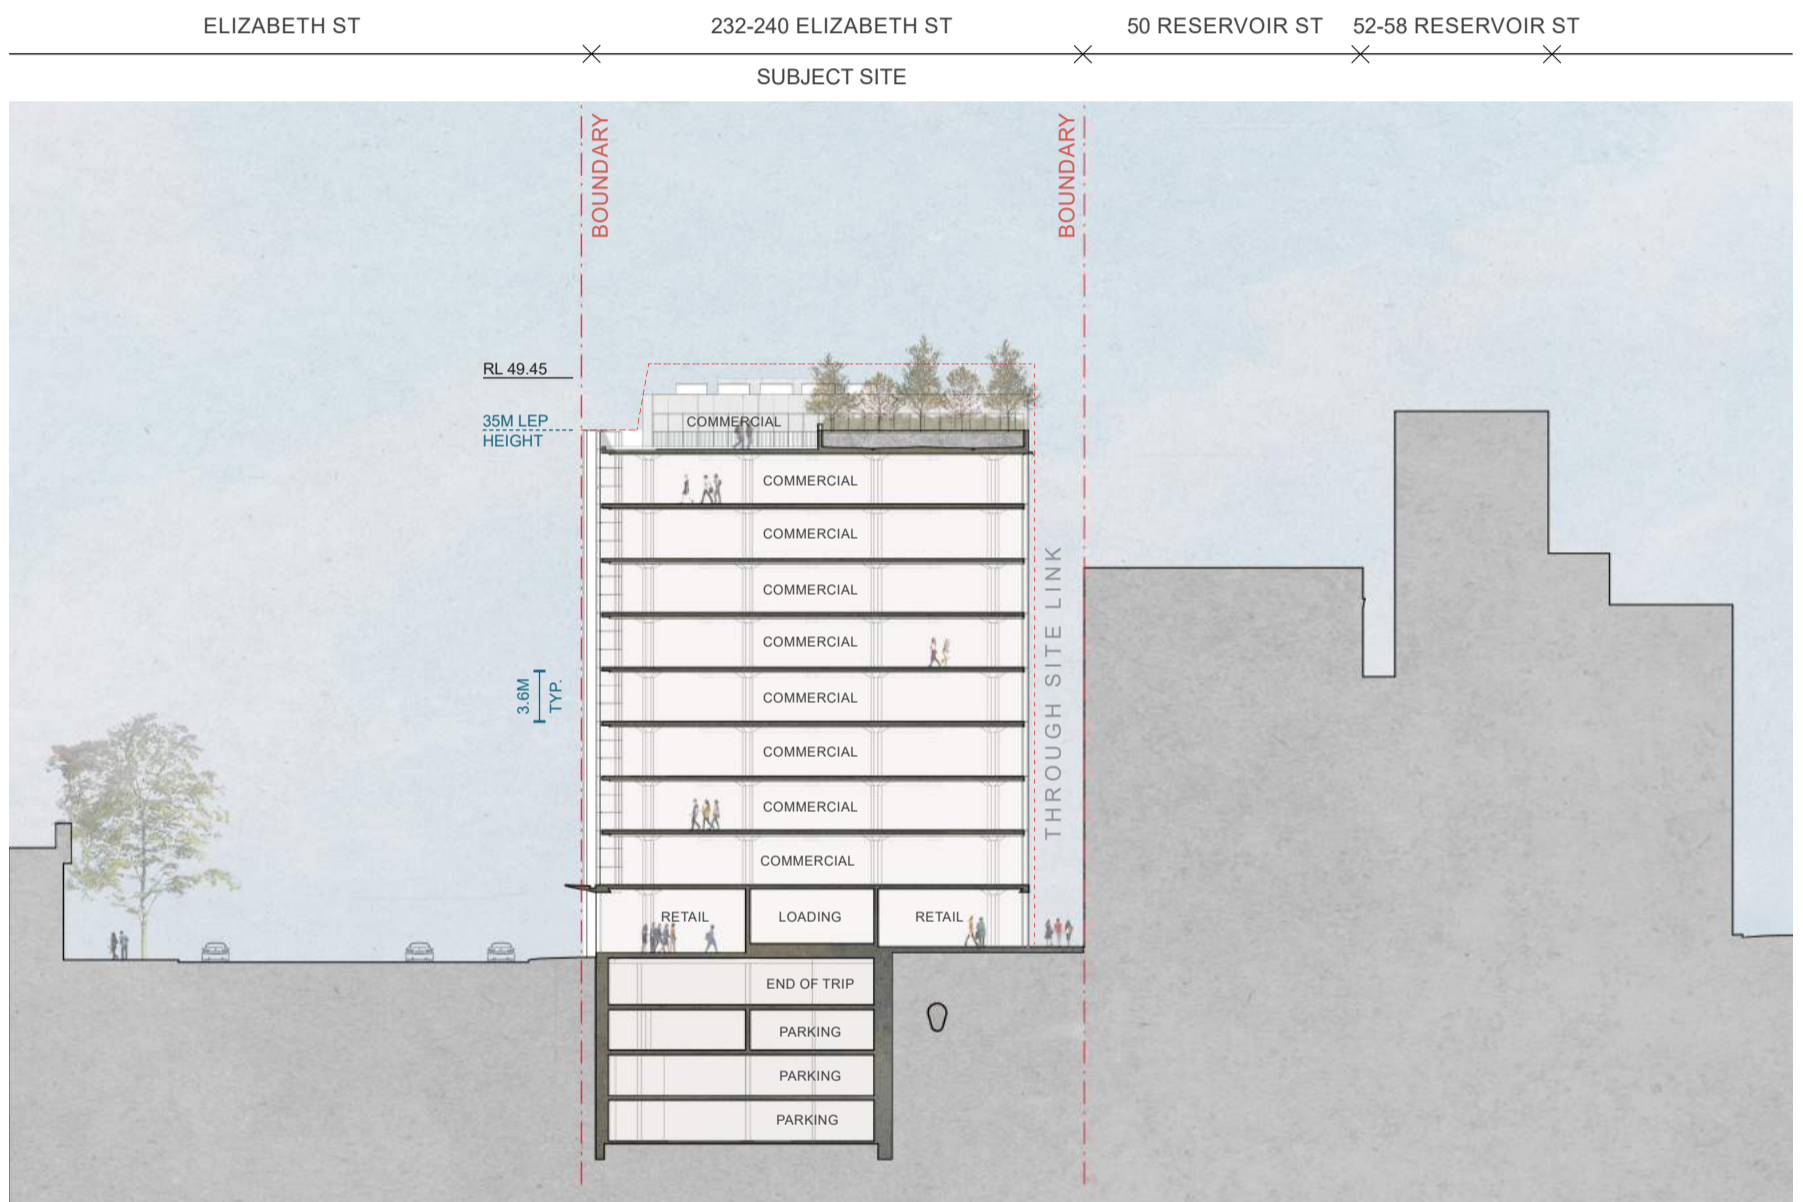 ELIZABETH ST
232-240 ELIZABETH ST
50 RESERVOIR ST
52-58 RESERVOIR ST
SUBJECT SITE
BOUNDARY
BOUNDARY
RL 49.45
35M LEP
HEIGHT
COMMERCIAL
COMMERCIAL
COMMERCIAL
COMMERCIAL
COMMERCIAL
3.6M
TYP.
COMMERCIAL
COMMERCIAL
COMMERCIAL
COMMERCIAL
THROUGH SITE LINK
RETAIL
LOADING
RETAIL
END OF TRIP
PARKING
PARKING
PARKING